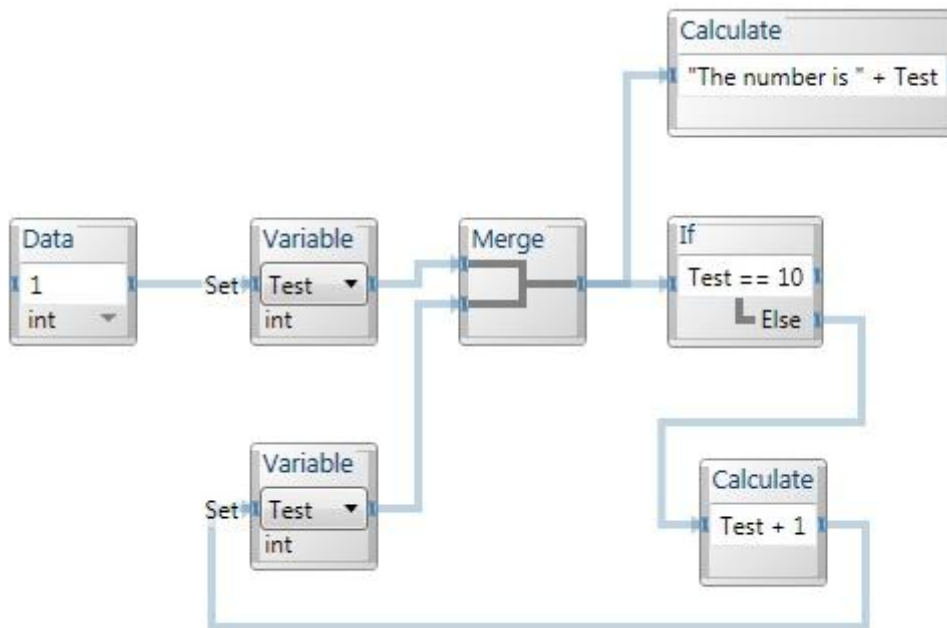 Calculate
"The number is " + Test
Data
1
int
Set
Variable
Test
int
Merge
If
Test == 10
Else
Set
Variable
Test
int
Calculate
Test + 1